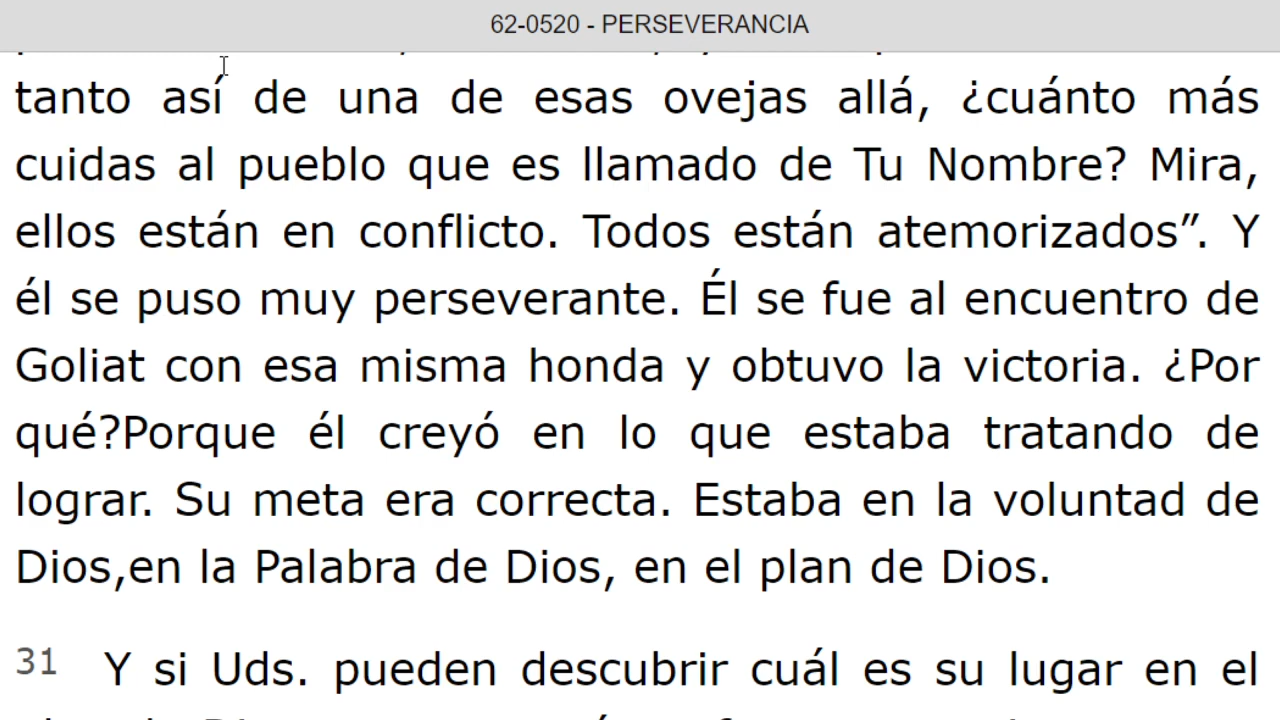 62-0520 - PERSEVERANCIA
tanto así de una de esas ovejas allá, ¿cuánto más
cuidas al pueblo que es llamado de Tu Nombre? Mira,
ellos están en conflicto. Todos están atemorizados”. Y
él se puso muy perseverante. Él se fue al encuentro de
Goliat con esa misma honda y obtuvo la victoria. ¿Por
qué?Porque él creyó en lo que estaba tratando de
lograr. Su meta era correcta. Estaba en la voluntad de
Dios,en la Palabra de Dios, en el plan de Dios.
31 Y si Uds. pueden descubrir cuál es su lugar en el